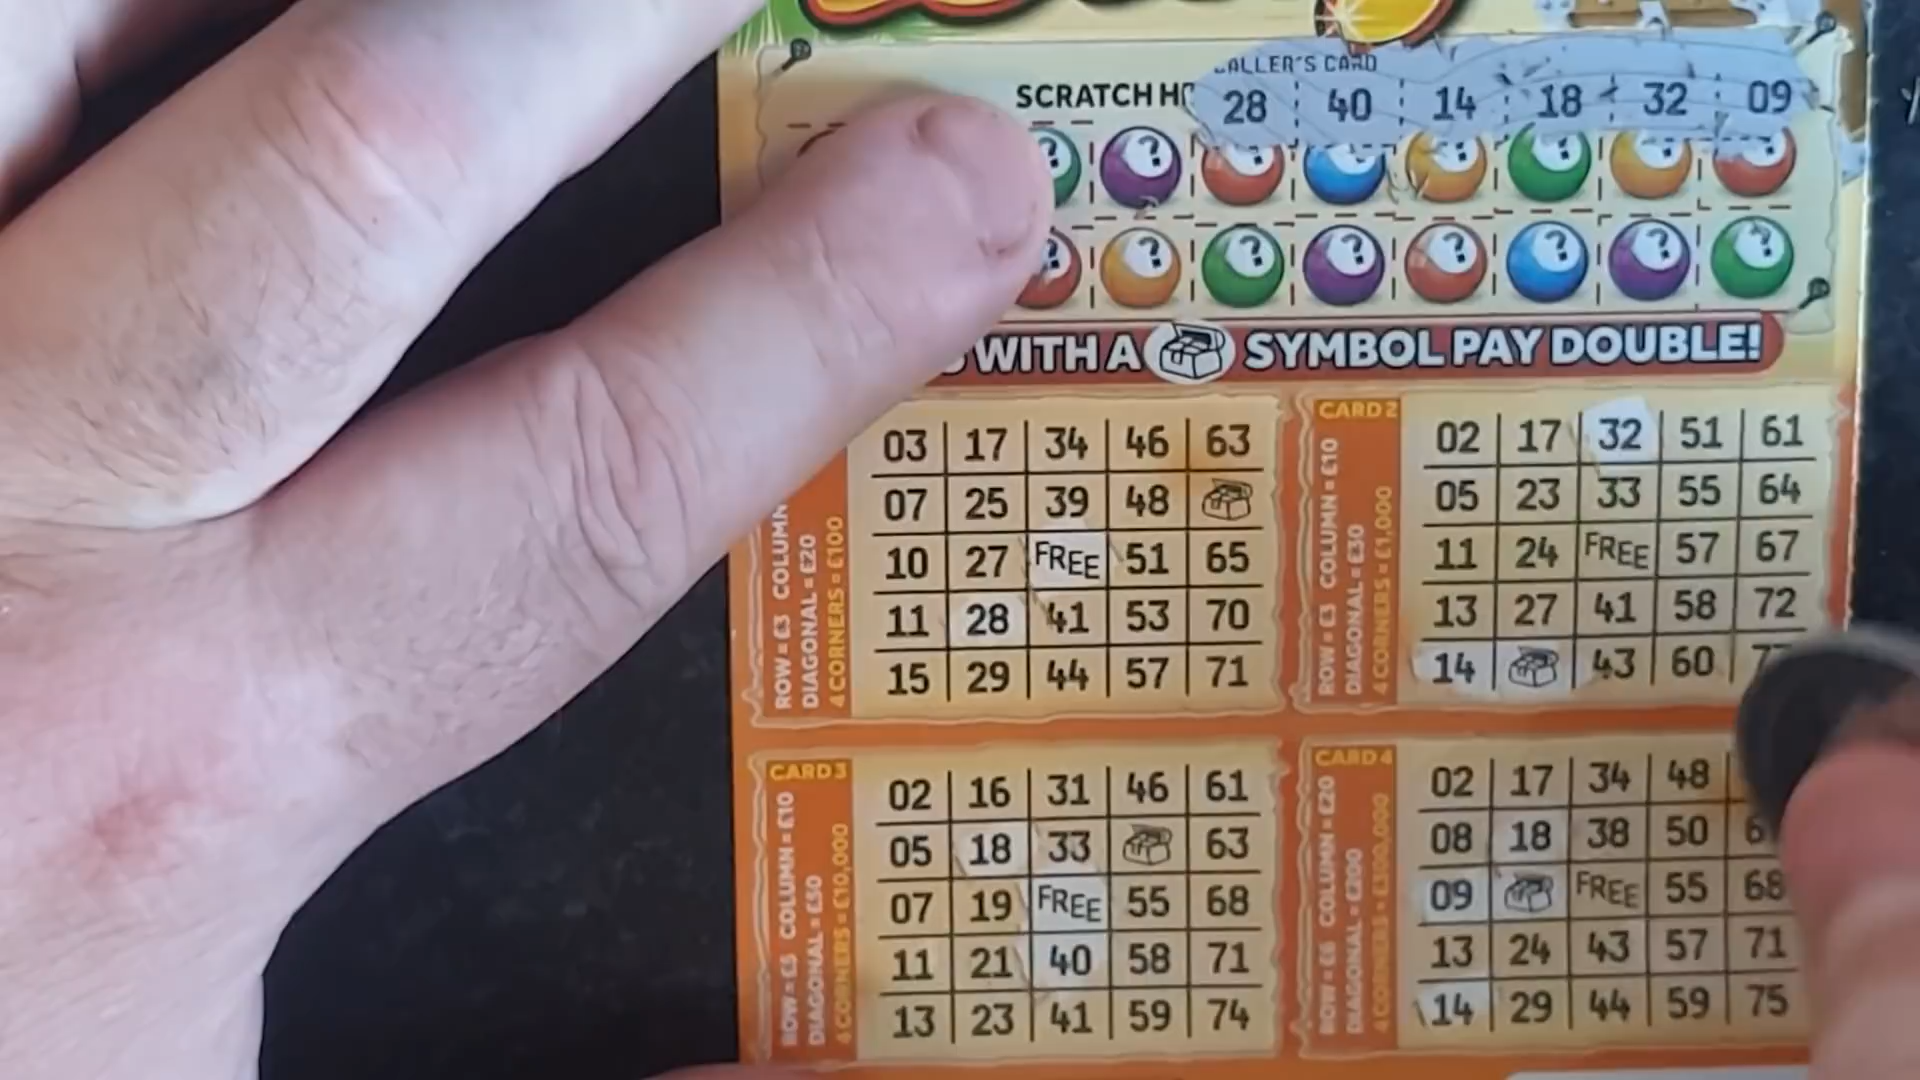 CALLER'S CARD
SCRATCH
28 40 14 18 32 09
? ? ? ? ? ? ? ?
? ? ? ? ? ? ? ?
WITH A SYMBOL PAY DOUBLE!
ROW = £3 COLUMN
DIAGONAL = £20
4 CORNERS = £100
03 17 34 46 63
07 25 39 48
10 27 FREE 51 65
11 28 41 53 70
15 29 44 57 71
CARD 2
ROW = £3 COLUMN = £10
DIAGONAL = £30
4 CORNERS = £1,000
02 17 32 51 61
05 23 33 55 64
11 24 FREE 57 67
13 27 41 58 72
14 43 60
CARD 3
ROW = £5 COLUMN = £10
DIAGONAL = £50
4 CORNERS = £10,000
02 16 31 46 61
05 18 33 63
07 19 FREE 55 68
11 21 40 58 71
13 23 41 59 74
CARD 4
ROW = £6 COLUMN = £20
DIAGONAL = £200
4 CORNERS = £300,000
02 17 34 48
08 18 38 50
09 FREE 55 68
13 24 43 57 71
14 29 44 59 75